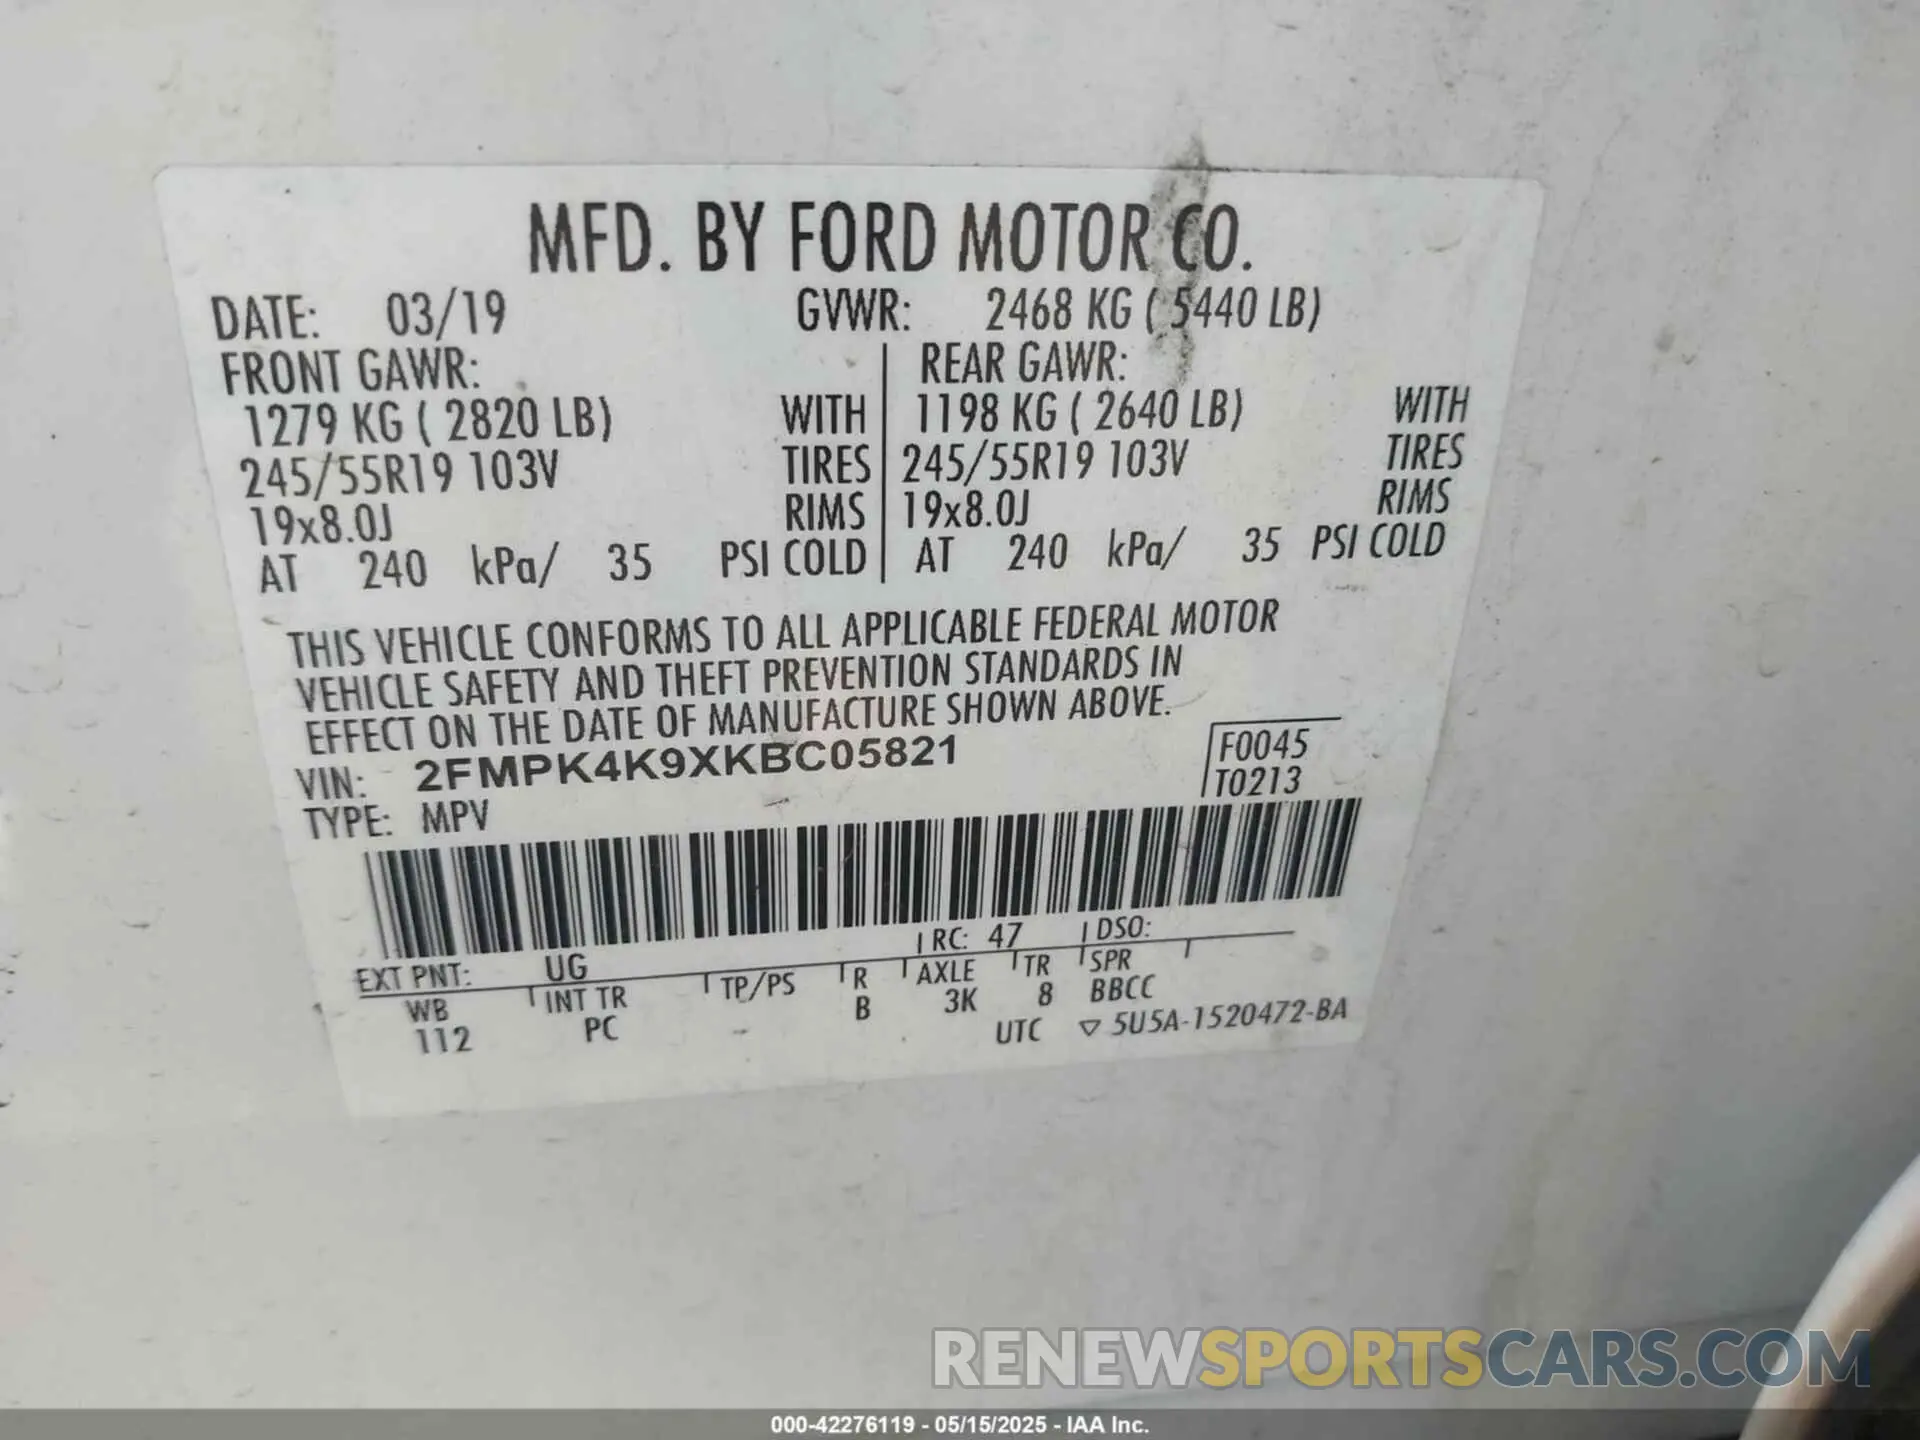 MFD. BY FORD MOTOR CO.
DATE: 03/19 GVWR: 2468 KG ( 5440 LB)
FRONT GAWR: REAR GAWR:
1279 KG ( 2820 LB) WITH 1198 KG ( 2640 LB) WITH
245/55R19 103V TIRES 245/55R19 103V TIRES
19x8.0J RIMS 19x8.0J RIMS
AT 240 kPa/ 35 PSI COLD AT 240 kPa/ 35 PSI COLD
THIS VEHICLE CONFORMS TO ALL APPLICABLE FEDERAL MOTOR
VEHICLE SAFETY AND THEFT PREVENTION STANDARDS IN
EFFECT ON THE DATE OF MANUFACTURE SHOWN ABOVE.
VIN: 2FMPK4K9XKBC05821 F0045
TYPE: MPV T0213
EXT PNT: UG RC: 47 DSO:
WB INT TR TP/PS R AXLE TR SPR
112 PC - B 3K 8 BBCC
UTC ▽ 5U5A-1520472-BA
RENEWSPORTSCARS.COM
000-42276119 - 05/15/2025 - IAA Inc.